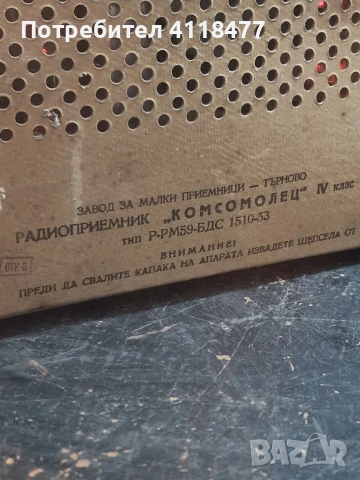 Потребител 4118477
ЗАВОД ЗА МАЛКИ ПРИЕМНИЦИ — ТЪРНОВО
РАДИОПРИЕМНИК „КОМСОМОЛЕЦ" IV клас
тип Р-РМ59-БДС 1510-53
ВНИМАНИЕ!
ПРЕДИ ДА СВАЛИТЕ КАПАКА НА АПАРАТА ИЗВАДЕТЕ ЩЕПСЕЛА ОТ
BAZAR